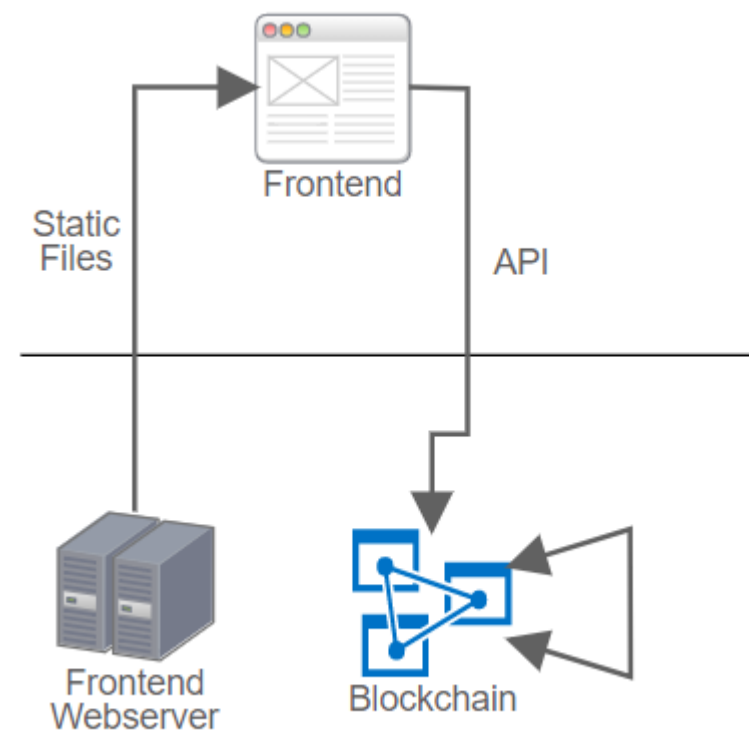 Frontend
Static
Files
API
Frontend
Webserver
Blockchain